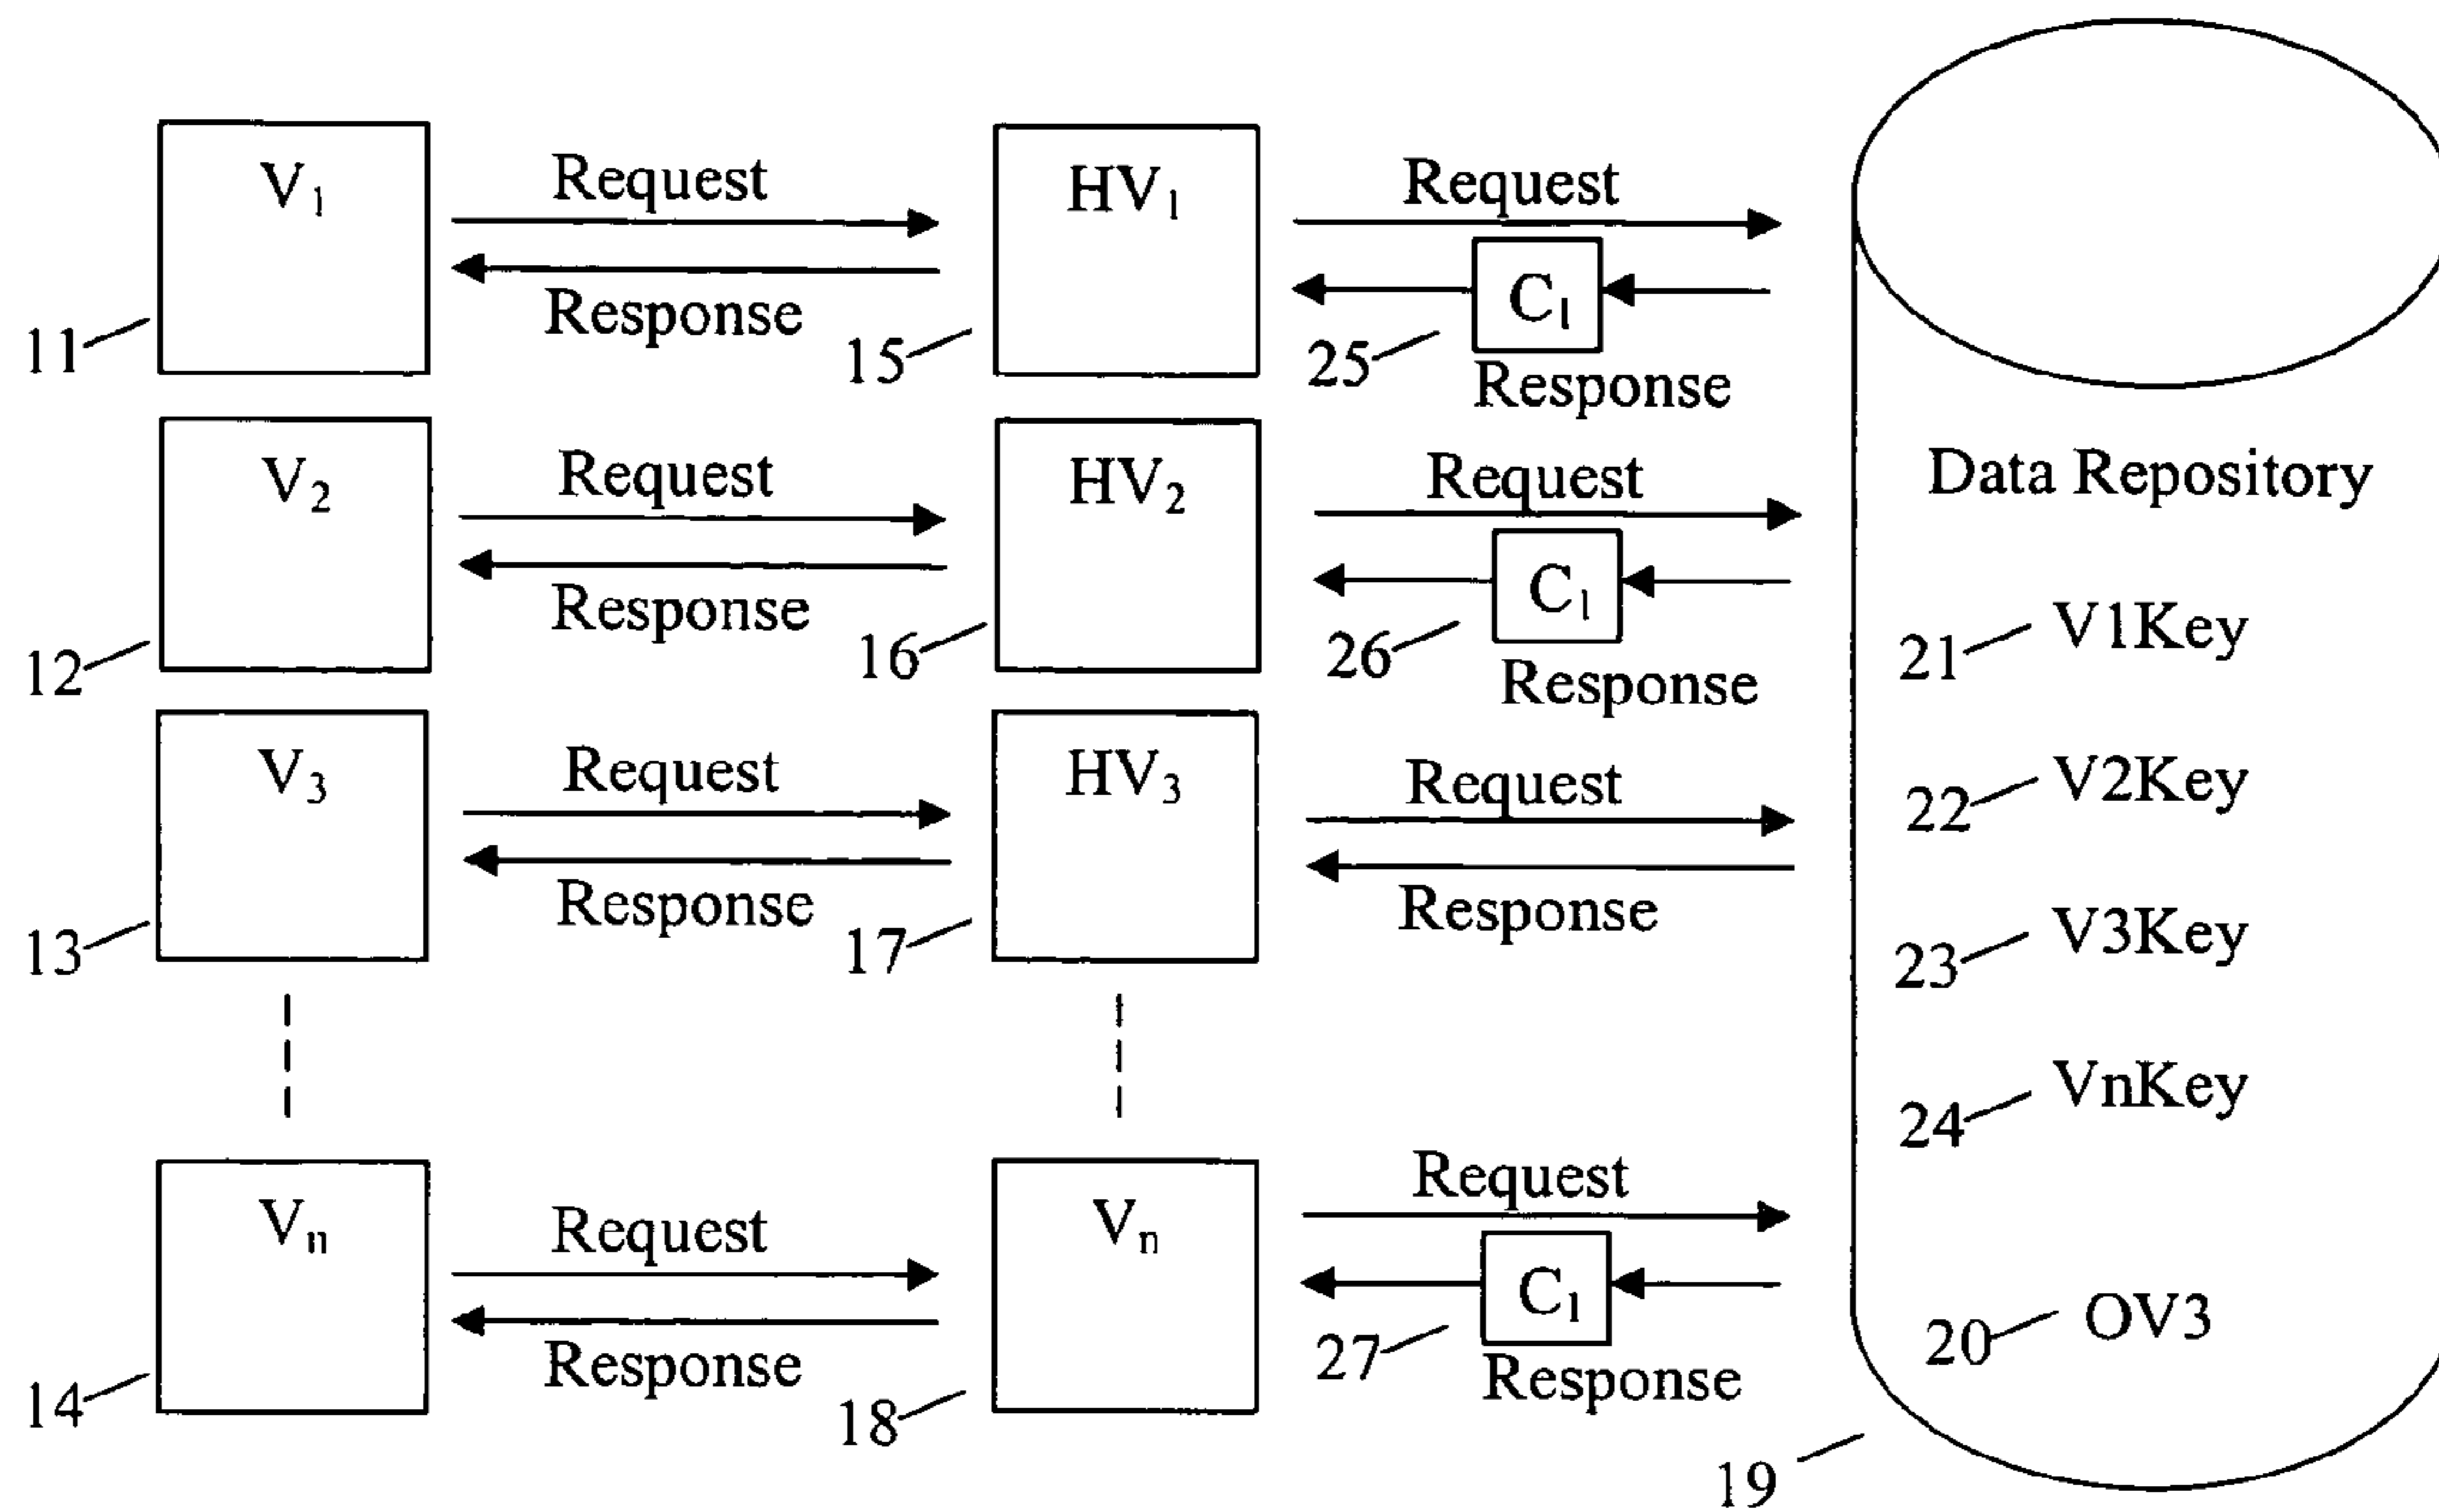 V₁ Request HV₁ Request
C₁
Response Response
11 15 25
V₂ Request HV₂ Request Data Repository
C₁
Response Response
12 16 26 21 V1Key
V₃ Request HV₃ Request 22 V2Key
Response Response
13 17 23 V3Key
24 VnKey
Vₙ Request Vₙ Request
C₁
Response Response
14 18 27 20 OV3
19